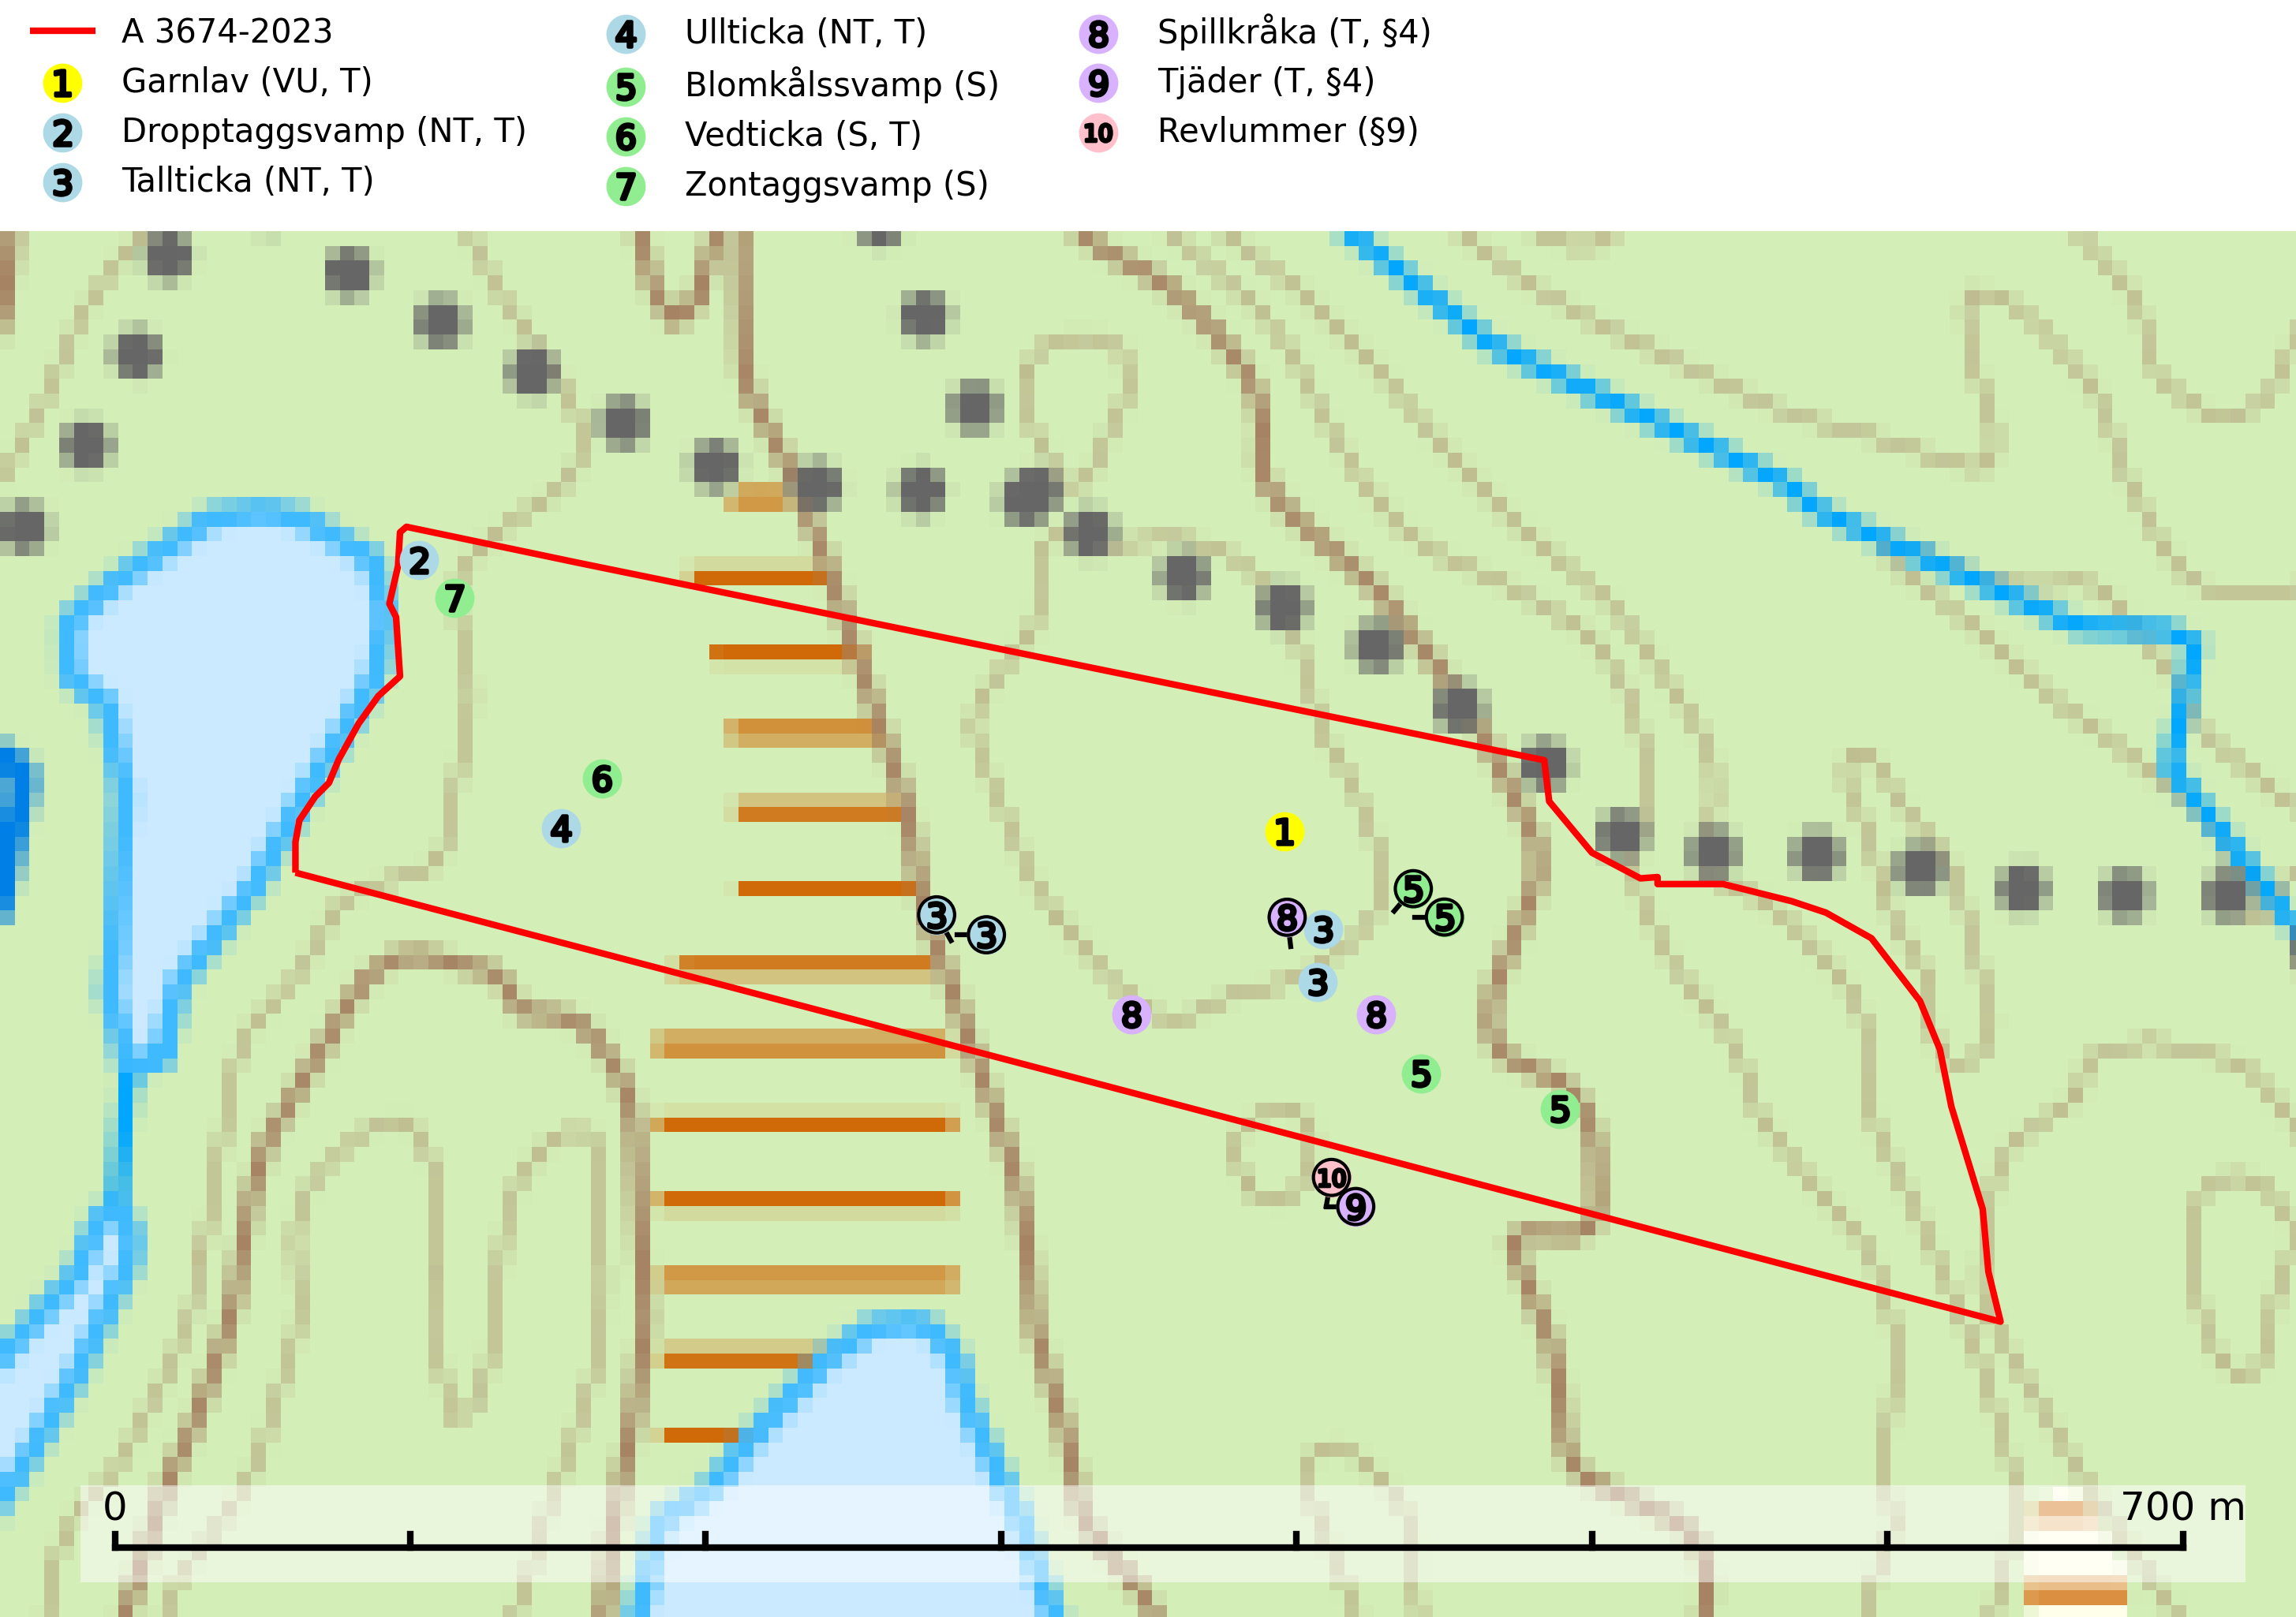 A 3674-2023
1 Garnlav (VU, T)
2 Dropptaggsvamp (NT, T)
3 Tallticka (NT, T)
4 Ullticka (NT, T)
5 Blomkålssvamp (S)
6 Vedticka (S, T)
7 Zontaggsvamp (S)
8 Spillkråka (T, §4)
9 Tjäder (T, §4)
10 Revlummer (§9)
2
7
6
4
1
3
3
5
5
8
3
3
8
8
5
5
10
9
0
700 m